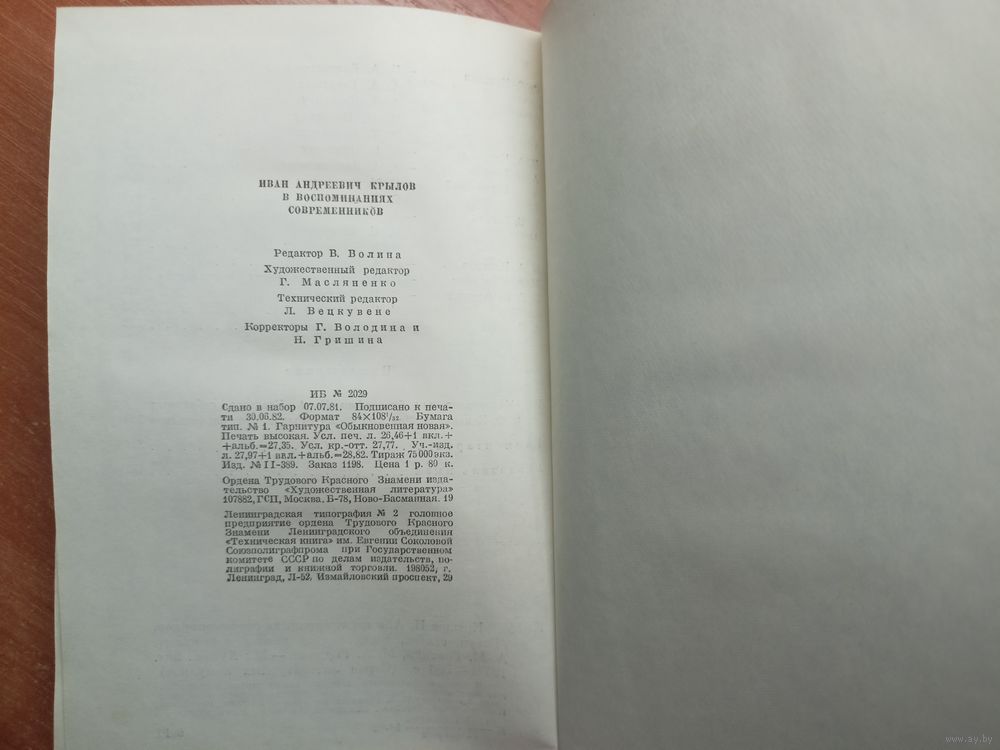 ИВАН АНДРЕЕВИЧ КРЫЛОВ
В ВОСПОМИНАНИЯХ
СОВРЕМЕННИКОВ
Редактор В. Волина
Художественный редактор
Г. Масляненко
Технический редактор
Л. Вецкувене
Корректоры Г. Володина и
Н. Гришина
ИБ № 2029
Сдано в набор 07.07.81. Подписано к печа-
ти 30.06.82. Формат 84×108¹/₃₂. Бумага
тип. № 1. Гарнитура «Обыкновенная новая».
Печать высокая. Усл. печ. л. 26,46+1 вкл.+
+альб.=27,35. Усл. кр.-отт. 27,77. Уч.-изд.
л. 27,97+1 вкл.+альб.=28.82. Тираж 75 000 экз.
Изд. № II-389. Заказ 1198. Цена 1 р. 80 к.
Ордена Трудового Красного Знамени изда-
тельство «Художественная литература»
107882, ГСП, Москва, Б-78, Ново-Басманная, 19
Ленинградская типография № 2 головное
предприятие ордена Трудового Красного
Знамени Ленинградского объединения
«Техническая книга» им. Евгении Соколовой
Союзполиграфпрома при Государственном
комитете СССР по делам издательств, по-
лиграфии и книжной торговли. 198052, г.
Ленинград, Л-52, Измайловский проспект, 29
www.ay.by